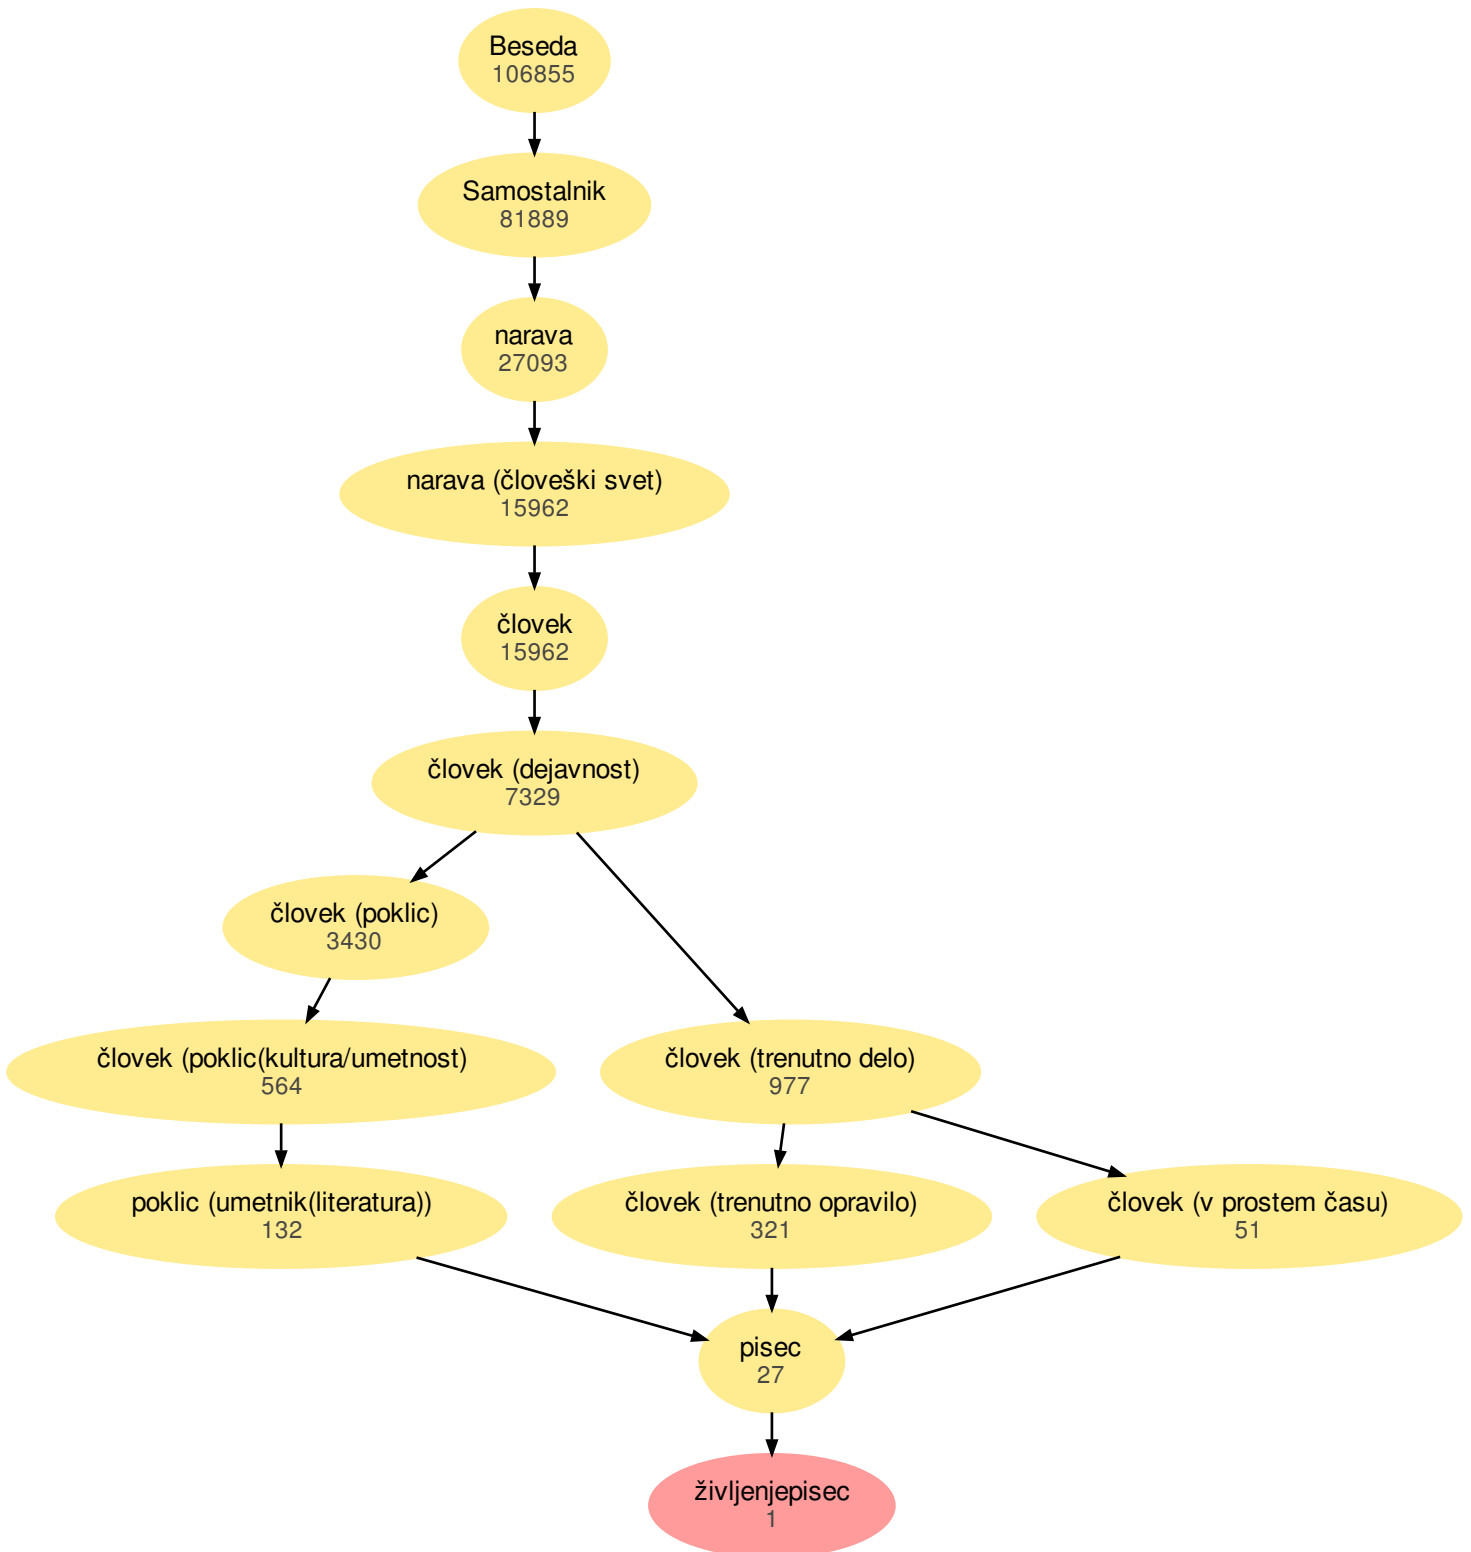 Beseda
106855
Samostalnik
81889
narava
27093
narava (človeški svet)
15962
človek
15962
človek (dejavnost)
7329
človek (poklic)
3430
človek (poklic(kultura/umetnost)
564
človek (trenutno delo)
977
poklic (umetnik(literatura))
132
človek (trenutno opravilo)
321
človek (v prostem času)
51
pisec
27
življenjepisec
1